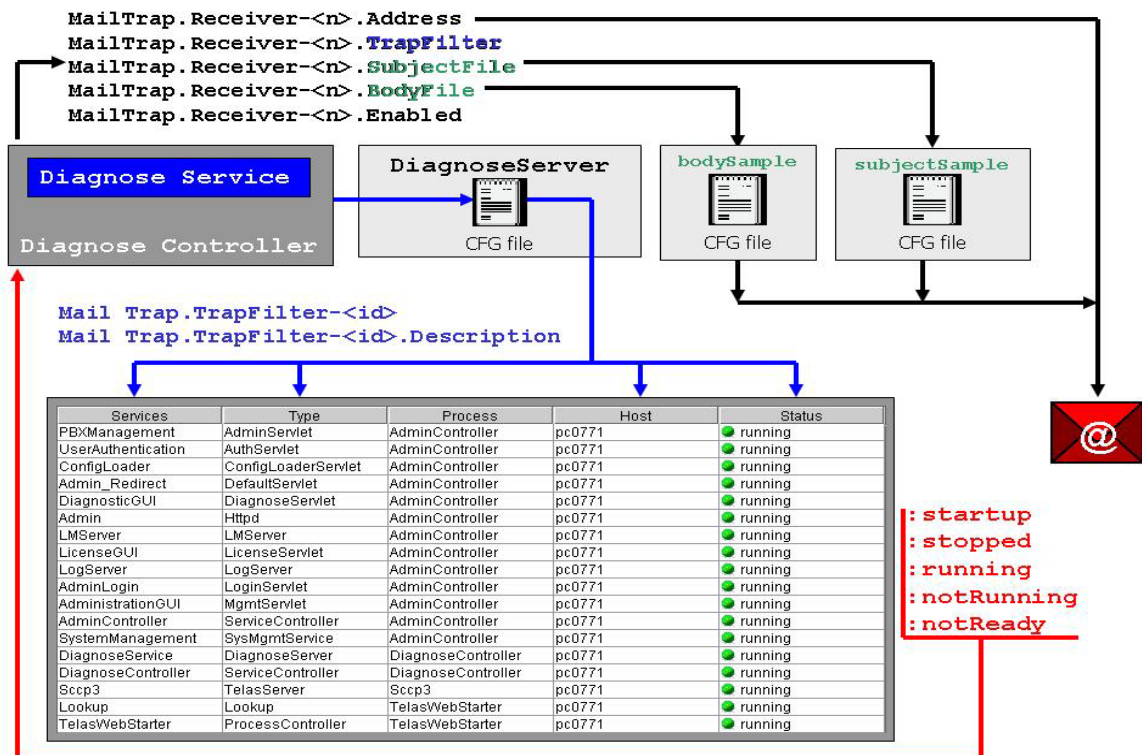 MailTrap.Receiver-<n>.Address
MailTrap.Receiver-<n>.TrapFilter
MailTrap.Receiver-<n>.SubjectFile
MailTrap.Receiver-<n>.BodyFile
MailTrap.Receiver-<n>.Enabled
Diagnose Service
Diagnose Controller
DiagnoseServer
CFG file
bodySample
CFG file
subjectSample
CFG file
Mail Trap.TrapFilter-<id>
Mail Trap.TrapFilter-<id>.Description
Services Type Process Host Status
PBXManagement AdminServlet AdminController pc0771 running
UserAuthentication AuthServlet AdminController pc0771 running
ConfigLoader ConfigLoaderServlet AdminController pc0771 running
Admin_Redirect DefaultServlet AdminController pc0771 running
DiagnosticGUI DiagnoseServlet AdminController pc0771 running
Admin Httpd AdminController pc0771 running
LMServer LMServer AdminController pc0771 running
LicenseGUI LicenseServlet AdminController pc0771 running
LogServer LogServer AdminController pc0771 running
AdminLogin LoginServlet AdminController pc0771 running
AdministrationGUI MgmtServlet AdminController pc0771 running
AdminController ServiceController AdminController pc0771 running
SystemManagement SysMgmtService AdminController pc0771 running
DiagnoseService DiagnoseServer DiagnoseController pc0771 running
DiagnoseController ServiceController DiagnoseController pc0771 running
Sccp3 TelasServer Sccp3 pc0771 running
Lookup Lookup TelasWebStarter pc0771 running
TelasWebStarter ProcessController TelasWebStarter pc0771 running
@
:startup
:stopped
:running
:notRunning
:notReady